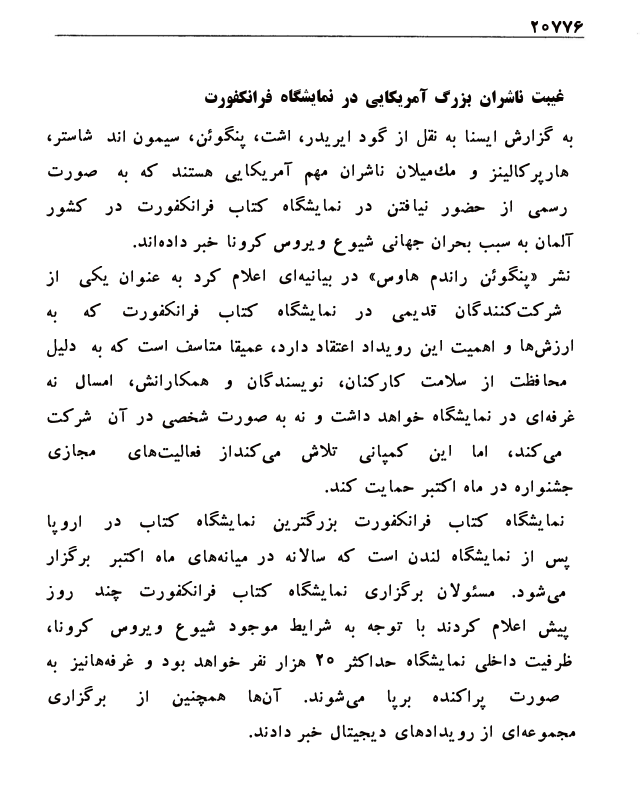 ۲۰۷۷۶
غیبت ناشران بزرگ آمریکایی در نمایشگاه فرانکفورت
به گزارش ایسنا به نقل از گود ایریدر، اشت، پنگوئن، سیمون اند شاستر،
هارپرکالینز و مك‌میلان ناشران مهم آمریکایی هستند که به صورت
رسمی از حضور نیافتن در نمایشگاه کتاب فرانکفورت در کشور
آلمان به سبب بحران جهانی شیوع ویروس کرونا خبر داده‌اند.
نشر «پنگوئن راندم هاوس» در بیانیه‌ای اعلام کرد به عنوان یکی از
شرکت‌کنندگان قدیمی در نمایشگاه کتاب فرانکفورت که به
ارزش‌ها و اهمیت این رویداد اعتقاد دارد، عمیقا متاسف است که به دلیل
محافظت از سلامت کارکنان، نویسندگان و همکارانش، امسال نه
غرفه‌ای در نمایشگاه خواهد داشت و نه به صورت شخصی در آن شرکت
می‌کند، اما این کمپانی تلاش می‌کنداز فعالیت‌های مجازی
جشنواره در ماه اکتبر حمایت کند.
نمایشگاه کتاب فرانکفورت بزرگترین نمایشگاه کتاب در اروپا
پس از نمایشگاه لندن است که سالانه در میانه‌های ماه اکتبر برگزار
می‌شود. مسئولان برگزاری نمایشگاه کتاب فرانکفورت چند روز
پیش اعلام کردند با توجه به شرایط موجود شیوع ویروس کرونا،
ظرفیت داخلی نمایشگاه حداکثر ۲۰ هزار نفر خواهد بود و غرفه‌هانیز به
صورت پراکنده برپا می‌شوند. آن‌ها همچنین از برگزاری
مجموعه‌ای از رویدادهای دیجیتال خبر دادند.